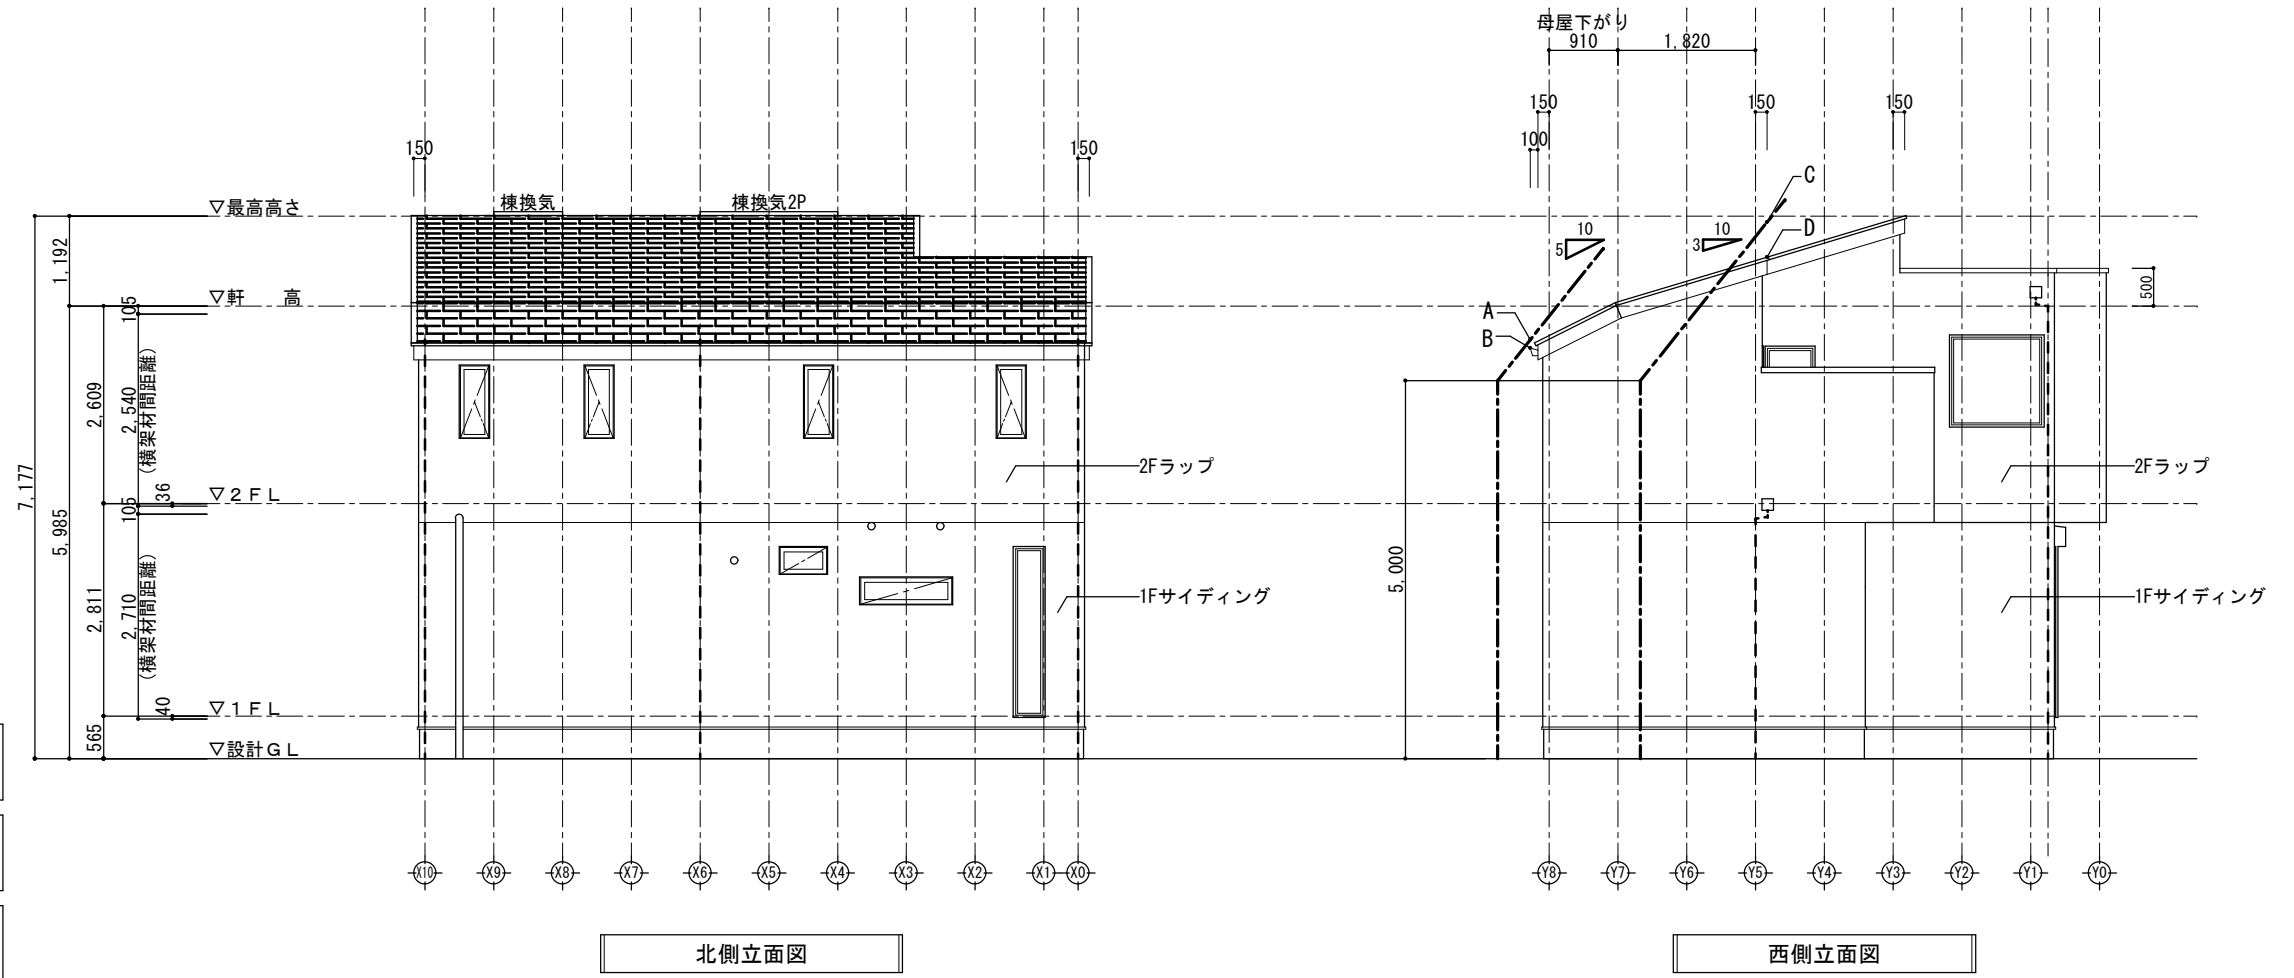 母屋下がり
910
1,820
150
150
150
100
150
150
▽最高高さ
棟換気
棟換気2P
C
D
10
5
10
3
1,192
▽軒 高
105
500
A
B
7,177
5,985
2,609
2,540
(横架材間距離)
2Fラップ
2Fラップ
36
▽2FL
105
2,811
2,710
(横架材間距離)
5,000
1Fサイディング
1Fサイディング
40
▽1FL
565
▽設計GL
X10
X9
X8
X7
X6
X5
X4
X3
X2
X1
X0
Y8
Y7
Y6
Y5
Y4
Y3
Y2
Y1
Y0
北側立面図
西側立面図